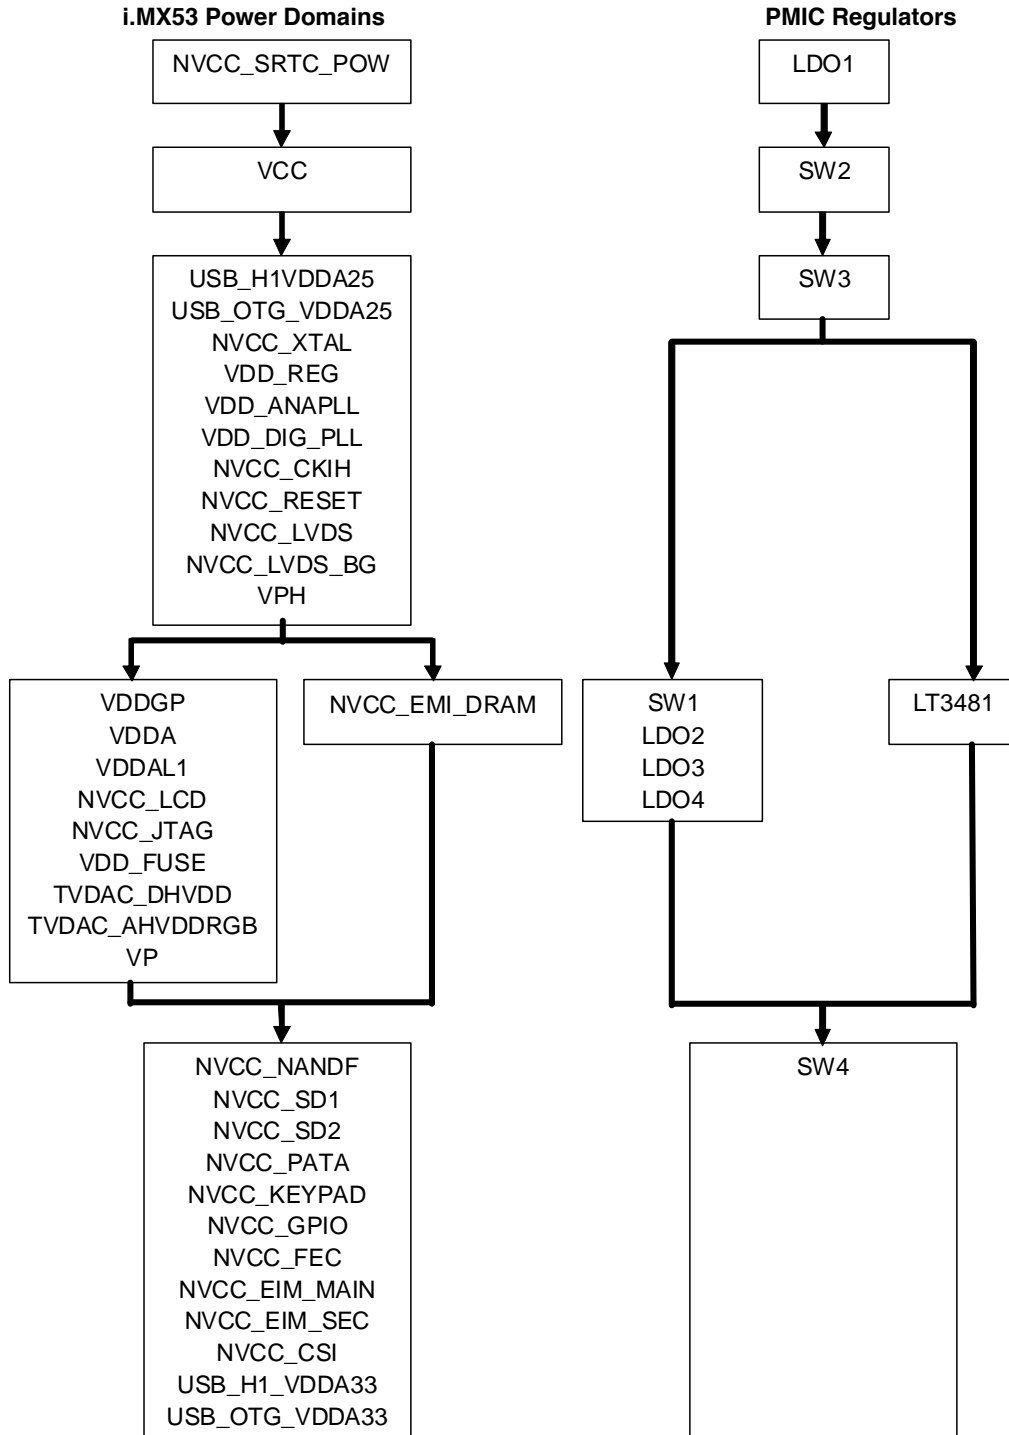 i.MX53 Power Domains
PMIC Regulators
NVCC_SRTC_POW
LDO1
VCC
SW2
USB_H1VDDA25
USB_OTG_VDDA25
NVCC_XTAL
VDD_REG
VDD_ANAPLL
VDD_DIG_PLL
NVCC_CKIH
NVCC_RESET
NVCC_LVDS
NVCC_LVDS_BG
VPH
SW3
VDDGP
VDDA
VDDAL1
NVCC_LCD
NVCC_JTAG
VDD_FUSE
TVDAC_DHVDD
TVDAC_AHVDDRGB
VP
NVCC_EMI_DRAM
SW1
LDO2
LDO3
LDO4
LT3481
NVCC_NANDF
NVCC_SD1
NVCC_SD2
NVCC_PATA
NVCC_KEYPAD
NVCC_GPIO
NVCC_FEC
NVCC_EIM_MAIN
NVCC_EIM_SEC
NVCC_CSI
USB_H1_VDDA33
USB_OTG_VDDA33
SW4